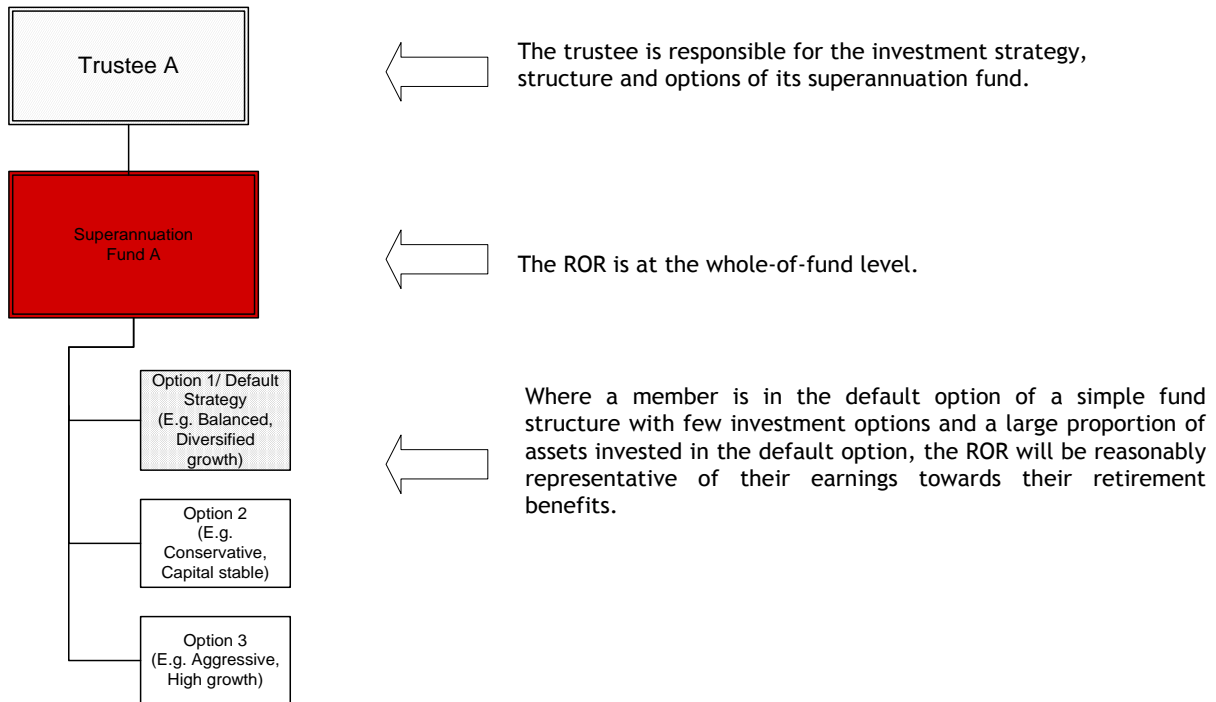 Trustee A
The trustee is responsible for the investment strategy,
structure and options of its superannuation fund.
Superannuation
Fund A
The ROR is at the whole-of-fund level.
Option 1/ Default
Strategy
(E.g. Balanced,
Diversified
growth)
Where a member is in the default option of a simple fund
structure with few investment options and a large proportion of
assets invested in the default option, the ROR will be reasonably
representative of their earnings towards their retirement
benefits.
Option 2
(E.g.
Conservative,
Capital stable)
Option 3
(E.g. Aggressive,
High growth)